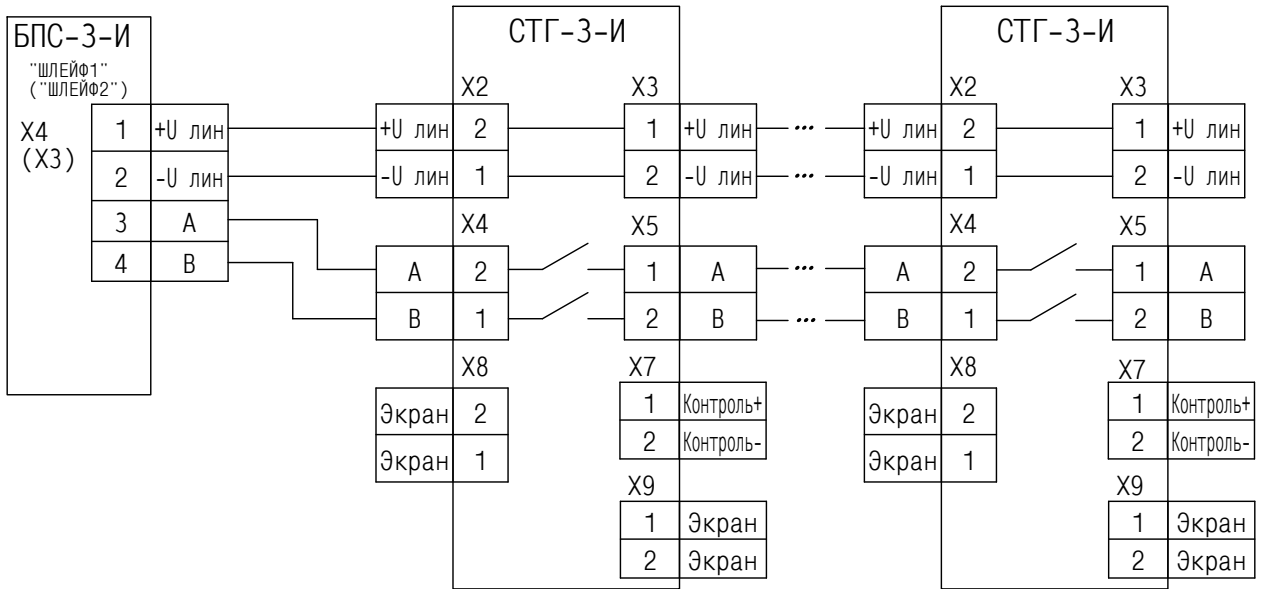 БПС-3-И
"ШЛЕЙФ1"
("ШЛЕЙФ2")
X4
(X3)
1 +U лин
2 -U лин
3 A
4 B
СТГ-3-И
X2
+U лин 2
-U лин 1
X3
1 +U лин
2 -U лин
X4
A 2
B 1
X5
1 A
2 B
X8
Экран 2
Экран 1
X7
1 Контроль+
2 Контроль-
X9
1 Экран
2 Экран
...
...
...
...
СТГ-3-И
X2
+U лин 2
-U лин 1
X3
1 +U лин
2 -U лин
X4
A 2
B 1
X5
1 A
2 B
X8
Экран 2
Экран 1
X7
1 Контроль+
2 Контроль-
X9
1 Экран
2 Экран